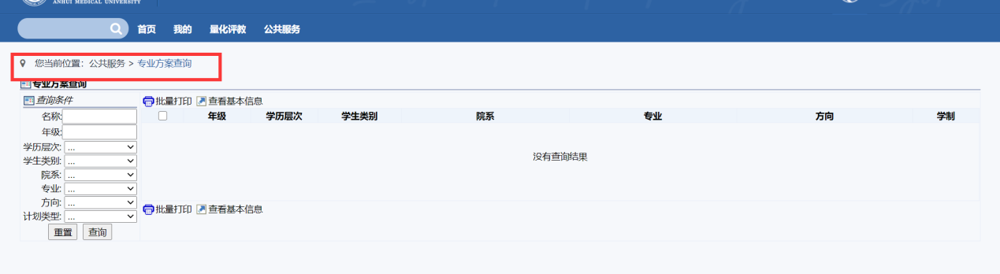 ANHUI MEDICAL UNIVERSITY
首页 我的 量化评教 公共服务
您当前位置：公共服务 > 专业方案查询
专业方案查询
查询条件
名称:
年级:
学历层次: ...
学生类别: ...
院系: ...
专业: ...
方向: ...
计划类型: ...
重置 查询
批量打印 查看基本信息
年级 学历层次 学生类别 院系 专业 方向 学制
没有查询结果
批量打印 查看基本信息